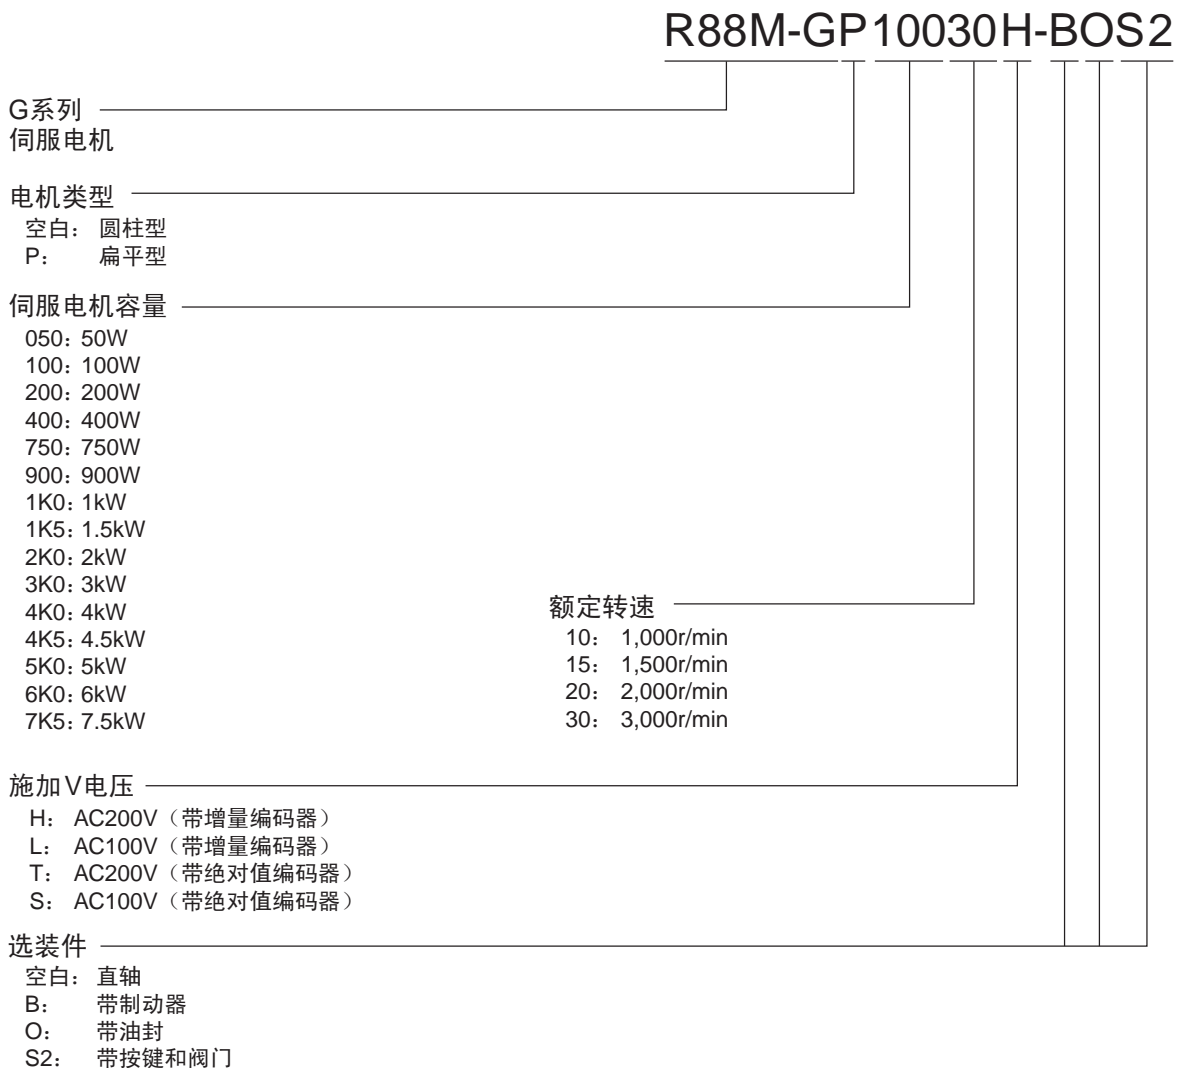 R88M-GP10030H-BOS2
G系列
伺服电机
电机类型
空白： 圆柱型
P： 扁平型
伺服电机容量
050：50W
100：100W
200：200W
400：400W
750：750W
900：900W
1K0：1kW
1K5：1.5kW
2K0：2kW
3K0：3kW
4K0：4kW
4K5：4.5kW
5K0：5kW
6K0：6kW
7K5：7.5kW
额定转速
10： 1,000r/min
15： 1,500r/min
20： 2,000r/min
30： 3,000r/min
施加V电压
H： AC200V（带增量编码器）
L： AC100V（带增量编码器）
T： AC200V（带绝对值编码器）
S： AC100V（带绝对值编码器）
选装件
空白：直轴
B： 带制动器
O： 带油封
S2： 带按键和阀门